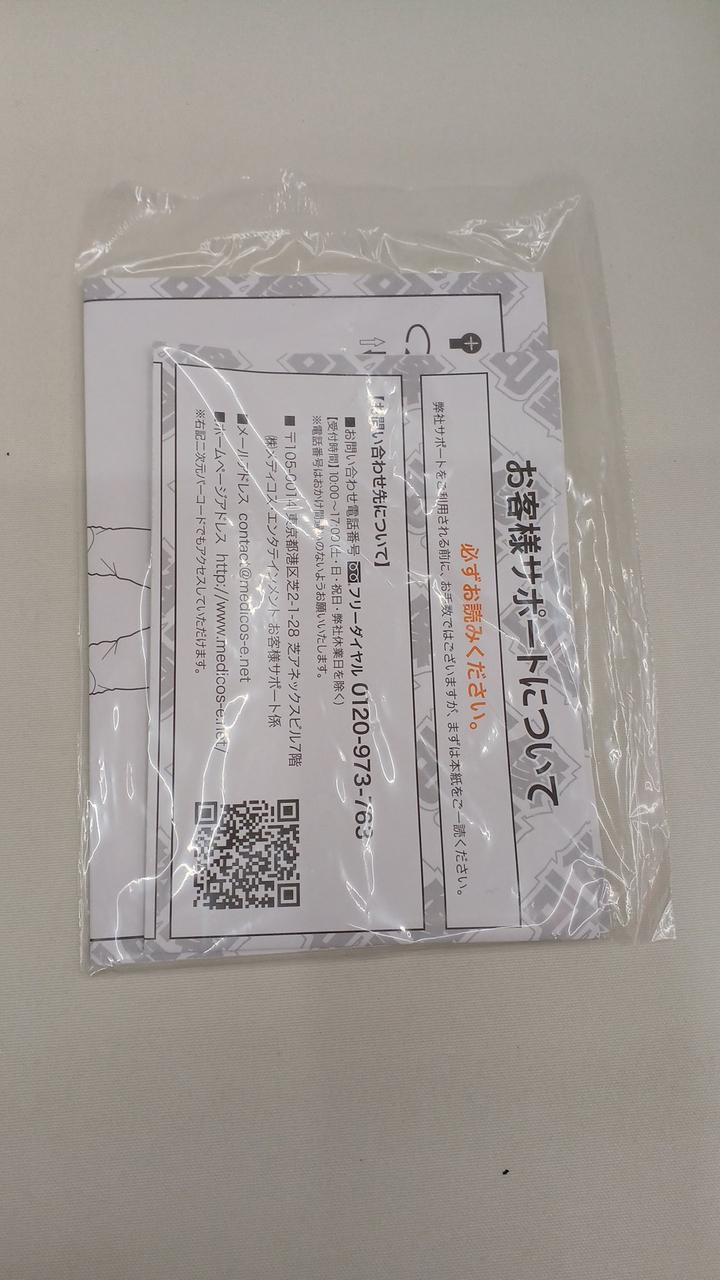 お客様サポートについて
必ずお読みください。
弊社サポートをご利用される前に、お手数ではございますが、まずは本紙をご一読ください。
【お問い合わせ先について】
■お問い合わせ電話番号 フリーダイヤル 0120-973-763
【受付時間】10:00～17:00(土・日・祝日・弊社休業日を除く)
※電話番号はおかけ間違いのないようお願いいたします。
■〒105-0014 東京都港区芝2-1-28 芝アネックスビル7階
㈱メディコス・エンタテインメント お客様サポート係
■メールアドレス contact@medicos-e.net
■ホームページアドレス http://www.medicos-e.net/
※右記二次元バーコードでもアクセスしていただけます。